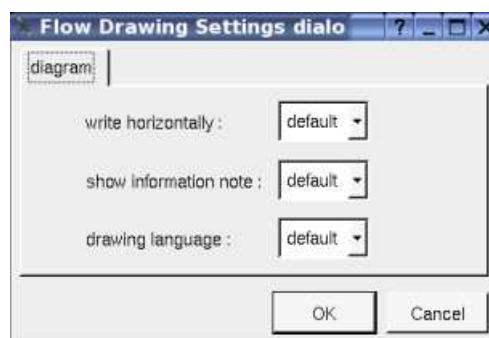 Flow Drawing Settings dialo ?
diagram
write horizontally : default
show information note : default
drawing language : default
OK Cancel